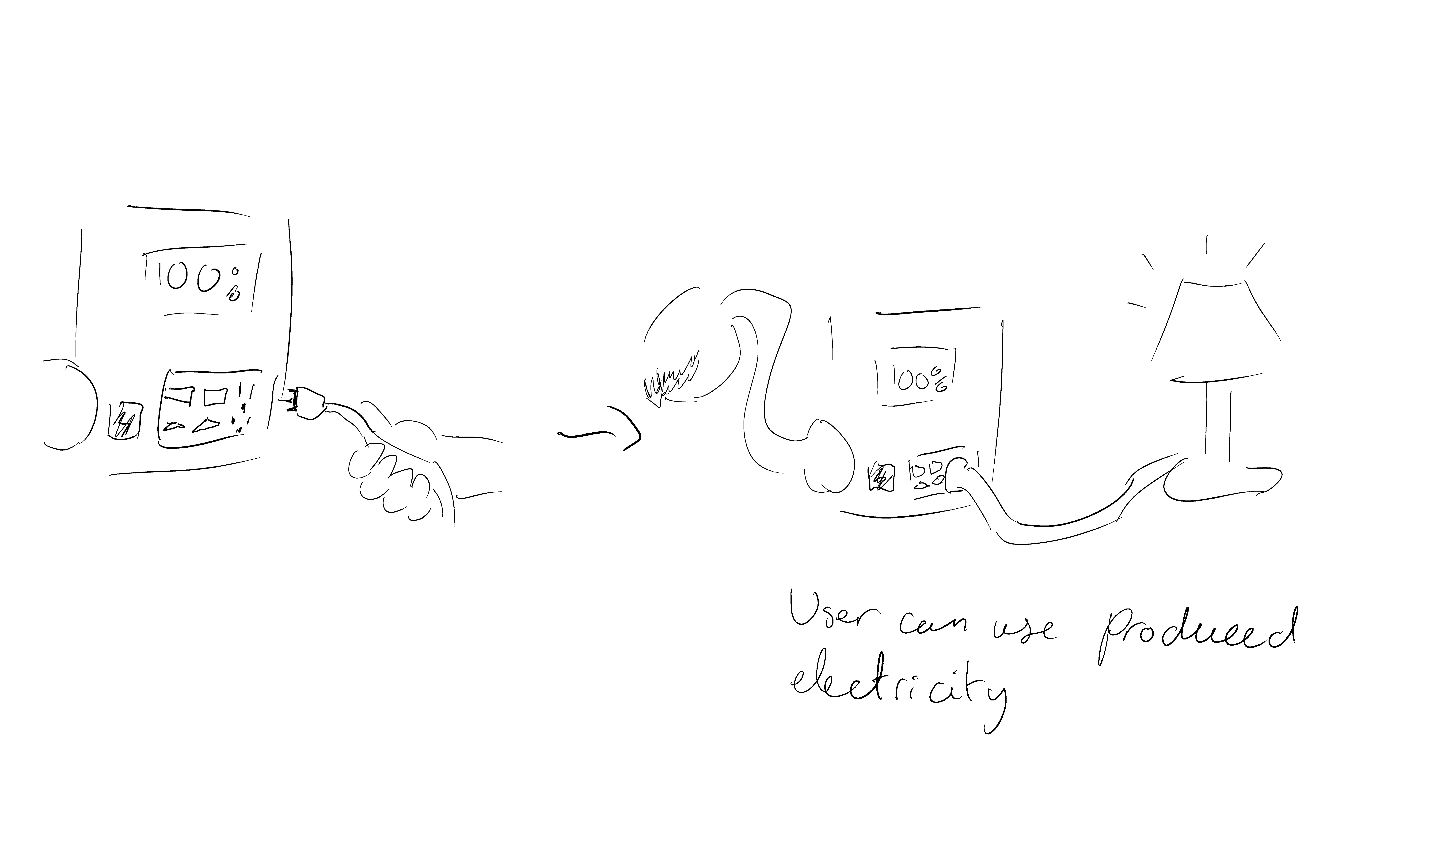 100%
100%
User can use produced
electricity